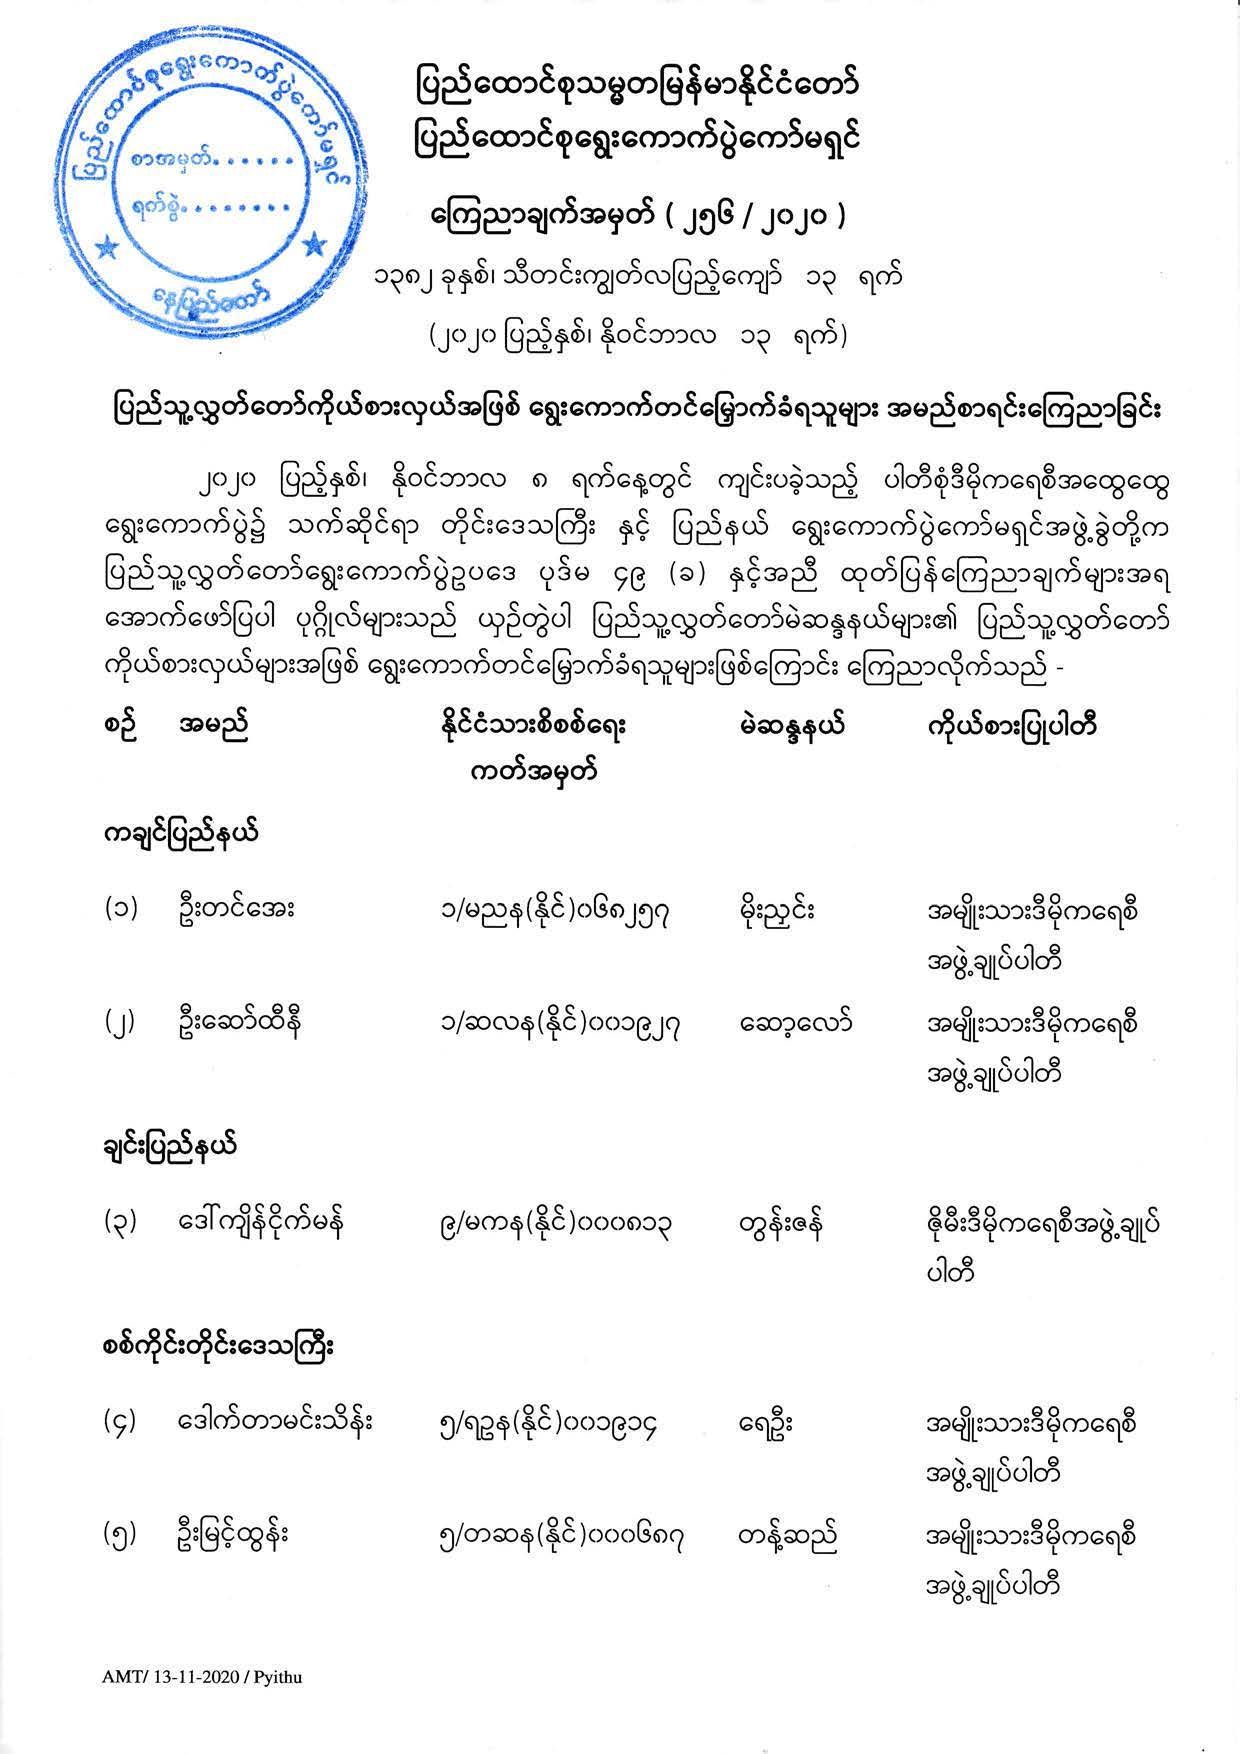 ပြည်ထောင်စုရွေးကောက်ပွဲကော်မရှင်
စာအမှတ်......
ရက်စွဲ........
နေပြည်တော်
ပြည်ထောင်စုသမ္မတမြန်မာနိုင်ငံတော်
ပြည်ထောင်စုရွေးကောက်ပွဲကော်မရှင်
ကြေညာချက်အမှတ် ( ၂၅၆ / ၂၀၂၀ )
၁၃၈၂ ခုနှစ်၊ သီတင်းကျွတ်လပြည့်ကျော် ၁၃ ရက်
(၂၀၂၀ ပြည့်နှစ်၊ နိုဝင်ဘာလ ၁၃ ရက်)
ပြည်သူ့လွှတ်တော်ကိုယ်စားလှယ်အဖြစ် ရွေးကောက်တင်မြှောက်ခံရသူများ အမည်စာရင်းကြေညာခြင်း
၂၀၂၀ ပြည့်နှစ်၊ နိုဝင်ဘာလ ၈ ရက်နေ့တွင် ကျင်းပခဲ့သည့် ပါတီစုံဒီမိုကရေစီအထွေထွေ
ရွေးကောက်ပွဲ၌ သက်ဆိုင်ရာ တိုင်းဒေသကြီး နှင့် ပြည်နယ် ရွေးကောက်ပွဲကော်မရှင်အဖွဲ့ခွဲတို့က
ပြည်သူ့လွှတ်တော်ရွေးကောက်ပွဲဥပဒေ ပုဒ်မ ၄၉ (ခ) နှင့်အညီ ထုတ်ပြန်ကြေညာချက်များအရ
အောက်ဖော်ပြပါ ပုဂ္ဂိုလ်များသည် ယှဉ်တွဲပါ ပြည်သူ့လွှတ်တော်မဲဆန္ဒနယ်များ၏ ပြည်သူ့လွှတ်တော်
ကိုယ်စားလှယ်များအဖြစ် ရွေးကောက်တင်မြှောက်ခံရသူများဖြစ်ကြောင်း ကြေညာလိုက်သည် -
စဉ် အမည် နိုင်ငံသားစိစစ်ရေး မဲဆန္ဒနယ် ကိုယ်စားပြုပါတီ
ကတ်အမှတ်
ကချင်ပြည်နယ်
(၁) ဦးတင်အေး ၁/မညန(နိုင်)၀၆၈၂၅၇ မိုးညှင်း အမျိုးသားဒီမိုကရေစီ
အဖွဲ့ချုပ်ပါတီ
(၂) ဦးဆော်ထီနီ ၁/ဆလန(နိုင်)၀၀၁၉၂၇ ဆော့လော် အမျိုးသားဒီမိုကရေစီ
အဖွဲ့ချုပ်ပါတီ
ချင်းပြည်နယ်
(၃) ဒေါ်ကျိန်ငိုက်မန် ၉/မကန(နိုင်)၀၀၀၈၁၃ တွန်းဇန် ဇိုမီးဒီမိုကရေစီအဖွဲ့ချုပ်
ပါတီ
စစ်ကိုင်းတိုင်းဒေသကြီး
(၄) ဒေါက်တာမင်းသိန်း ၅/ရဥန(နိုင်)၀၀၁၉၁၄ ရေဦး အမျိုးသားဒီမိုကရေစီ
အဖွဲ့ချုပ်ပါတီ
(၅) ဦးမြင့်ထွန်း ၅/တဆန(နိုင်)၀၀၀၆၈၇ တန့်ဆည် အမျိုးသားဒီမိုကရေစီ
အဖွဲ့ချုပ်ပါတီ
AMT/ 13-11-2020 / Pyithu